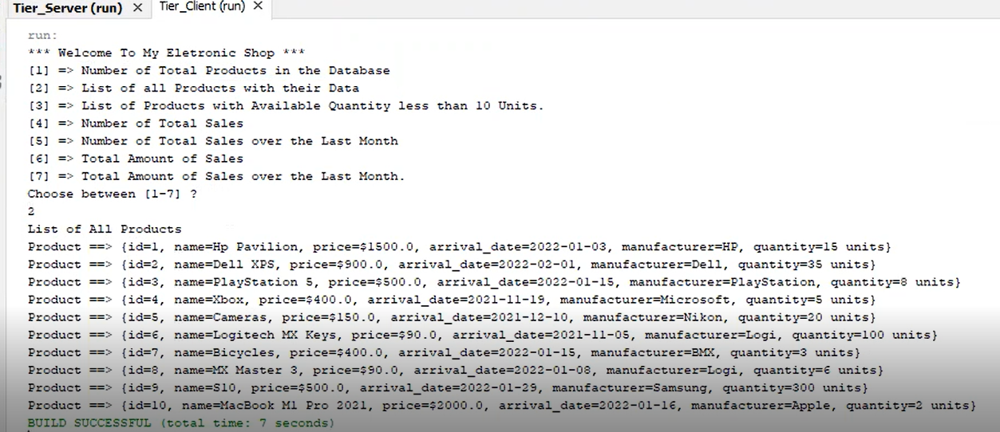 Tier_Server (run) Tier_Client (run)
run:
*** Welcome To My Eletronic Shop ***
[1] => Number of Total Products in the Database
[2] => List of all Products with their Data
[3] => List of Products with Available Quantity less than 10 Units.
[4] => Number of Total Sales
[5] => Number of Total Sales over the Last Month
[6] => Total Amount of Sales
[7] => Total Amount of Sales over the Last Month.
Choose between [1-7] ?
2
List of All Products
Product ==> {id=1, name=Hp Pavilion, price=$1500.0, arrival_date=2022-01-03, manufacturer=HP, quantity=15 units}
Product ==> {id=2, name=Dell XPS, price=$900.0, arrival_date=2022-02-01, manufacturer=Dell, quantity=35 units}
Product ==> {id=3, name=PlayStation 5, price=$500.0, arrival_date=2022-01-15, manufacturer=PlayStation, quantity=8 units}
Product ==> {id=4, name=Xbox, price=$400.0, arrival_date=2021-11-19, manufacturer=Microsoft, quantity=5 units}
Product ==> {id=5, name=Cameras, price=$150.0, arrival_date=2021-12-10, manufacturer=Nikon, quantity=20 units}
Product ==> {id=6, name=Logitech MX Keys, price=$90.0, arrival_date=2021-11-05, manufacturer=Logi, quantity=100 units}
Product ==> {id=7, name=Bicycles, price=$400.0, arrival_date=2022-01-15, manufacturer=BMX, quantity=3 units}
Product ==> {id=8, name=MX Master 3, price=$90.0, arrival_date=2022-01-08, manufacturer=Logi, quantity=6 units}
Product ==> {id=9, name=S10, price=$500.0, arrival_date=2022-01-29, manufacturer=Samsung, quantity=300 units}
Product ==> {id=10, name=MacBook M1 Pro 2021, price=$2000.0, arrival_date=2022-01-16, manufacturer=Apple, quantity=2 units}
BUILD SUCCESSFUL (total time: 7 seconds)